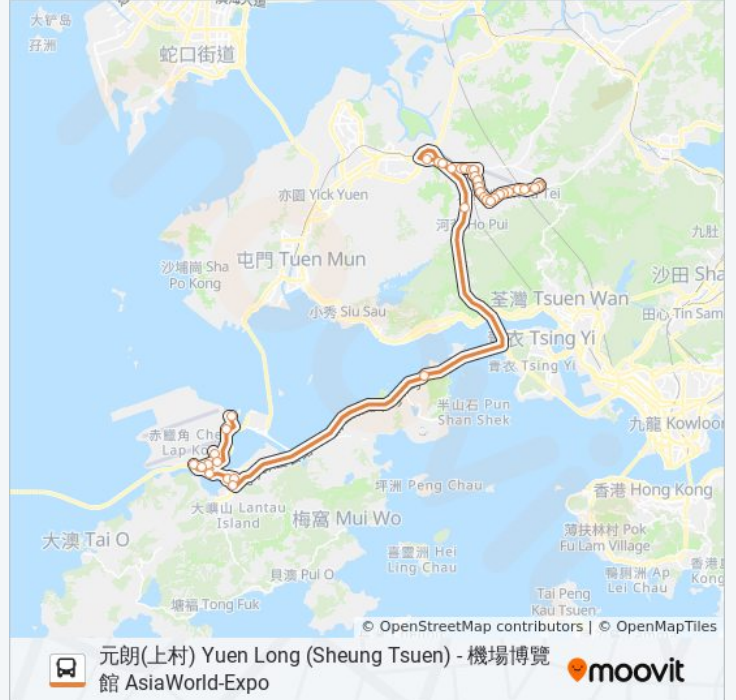 大铲岛
孖洲
蛇口街道
亦園 Yick Yuen
屯門 Tuen Mun
沙埔崗 Sha
Po Kong
小秀 Siu Sau
Ho Pui
Tei
九肚
沙田 Sha
荃灣 Tsuen Wan
田心 Tin Sam
衣 Tsing Yi
青衣 Tsing Yi
半山石 Pun
Shan Shek
九龍 Kowloon
赤鱲角 Che
Lap Ko
坪洲 Peng Chau
香港 Hong Kong
大嶼山 Lantau
Island
梅窩 Mui Wo
大澳 Tai O
薄扶林村 Pok
Fu Lam Village
喜靈洲 Hei
Ling Chau
鴨脷洲 Ap
Lei Chau
貝澳 Pui O
塘福 Tong Fuk
Tai Peng
Kau Tsuen
© OpenStreetMap contributors | © OpenMapTiles
元朗(上村) Yuen Long (Sheung Tsuen) - 機場博覽
館 AsiaWorld-Expo
moovit